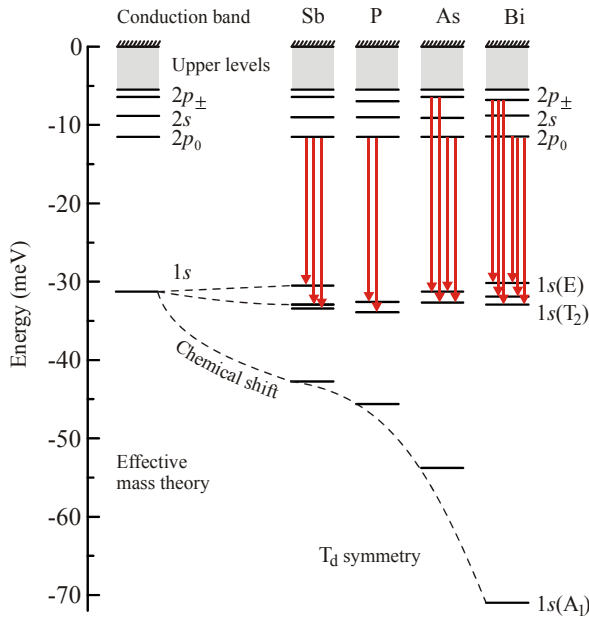 Conduction band
Sb
P
As
Bi
0
-10
-20
-30
-40
-50
-60
-70
Energy (meV)
Upper levels
2p±
2s
2p0
2p±
2s
2p0
1s
1s(E)
1s(T2)
Chemical shift
Effective
mass theory
Td symmetry
1s(A1)